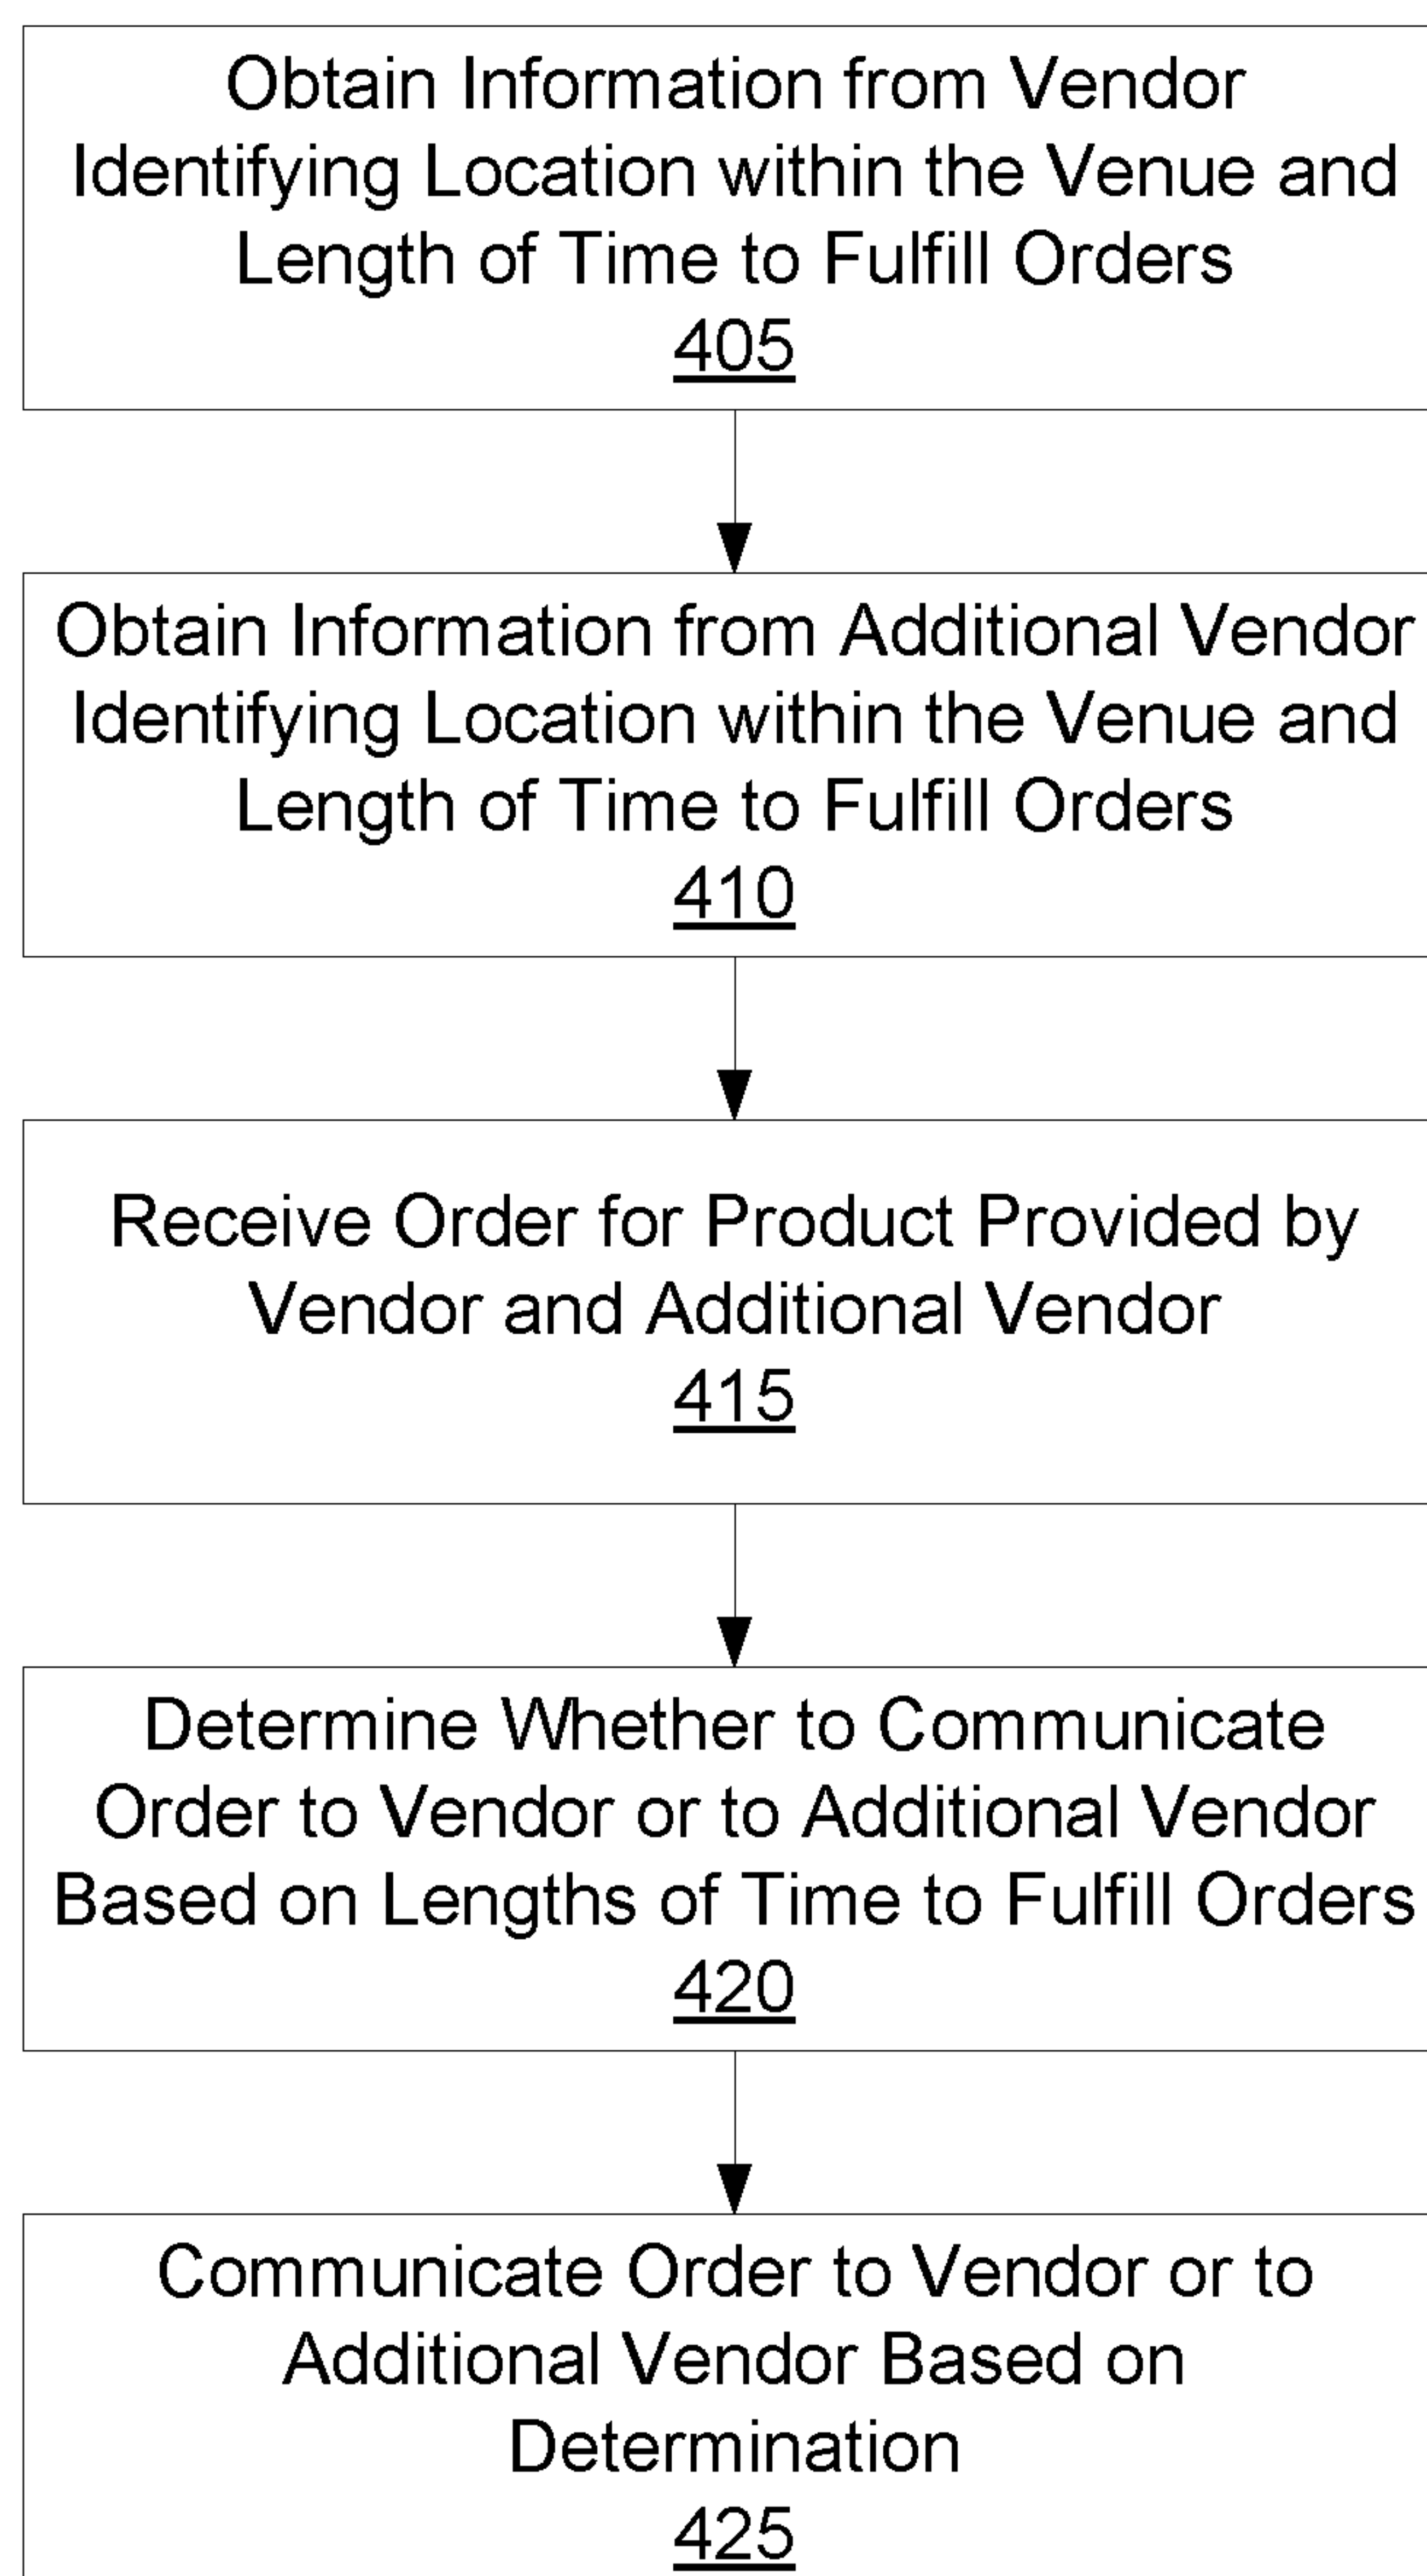 Obtain Information from Vendor
Identifying Location within the Venue and
Length of Time to Fulfill Orders
405
Obtain Information from Additional Vendor
Identifying Location within the Venue and
Length of Time to Fulfill Orders
410
Receive Order for Product Provided by
Vendor and Additional Vendor
415
Determine Whether to Communicate
Order to Vendor or to Additional Vendor
Based on Lengths of Time to Fulfill Orders
420
Communicate Order to Vendor or to
Additional Vendor Based on
Determination
425